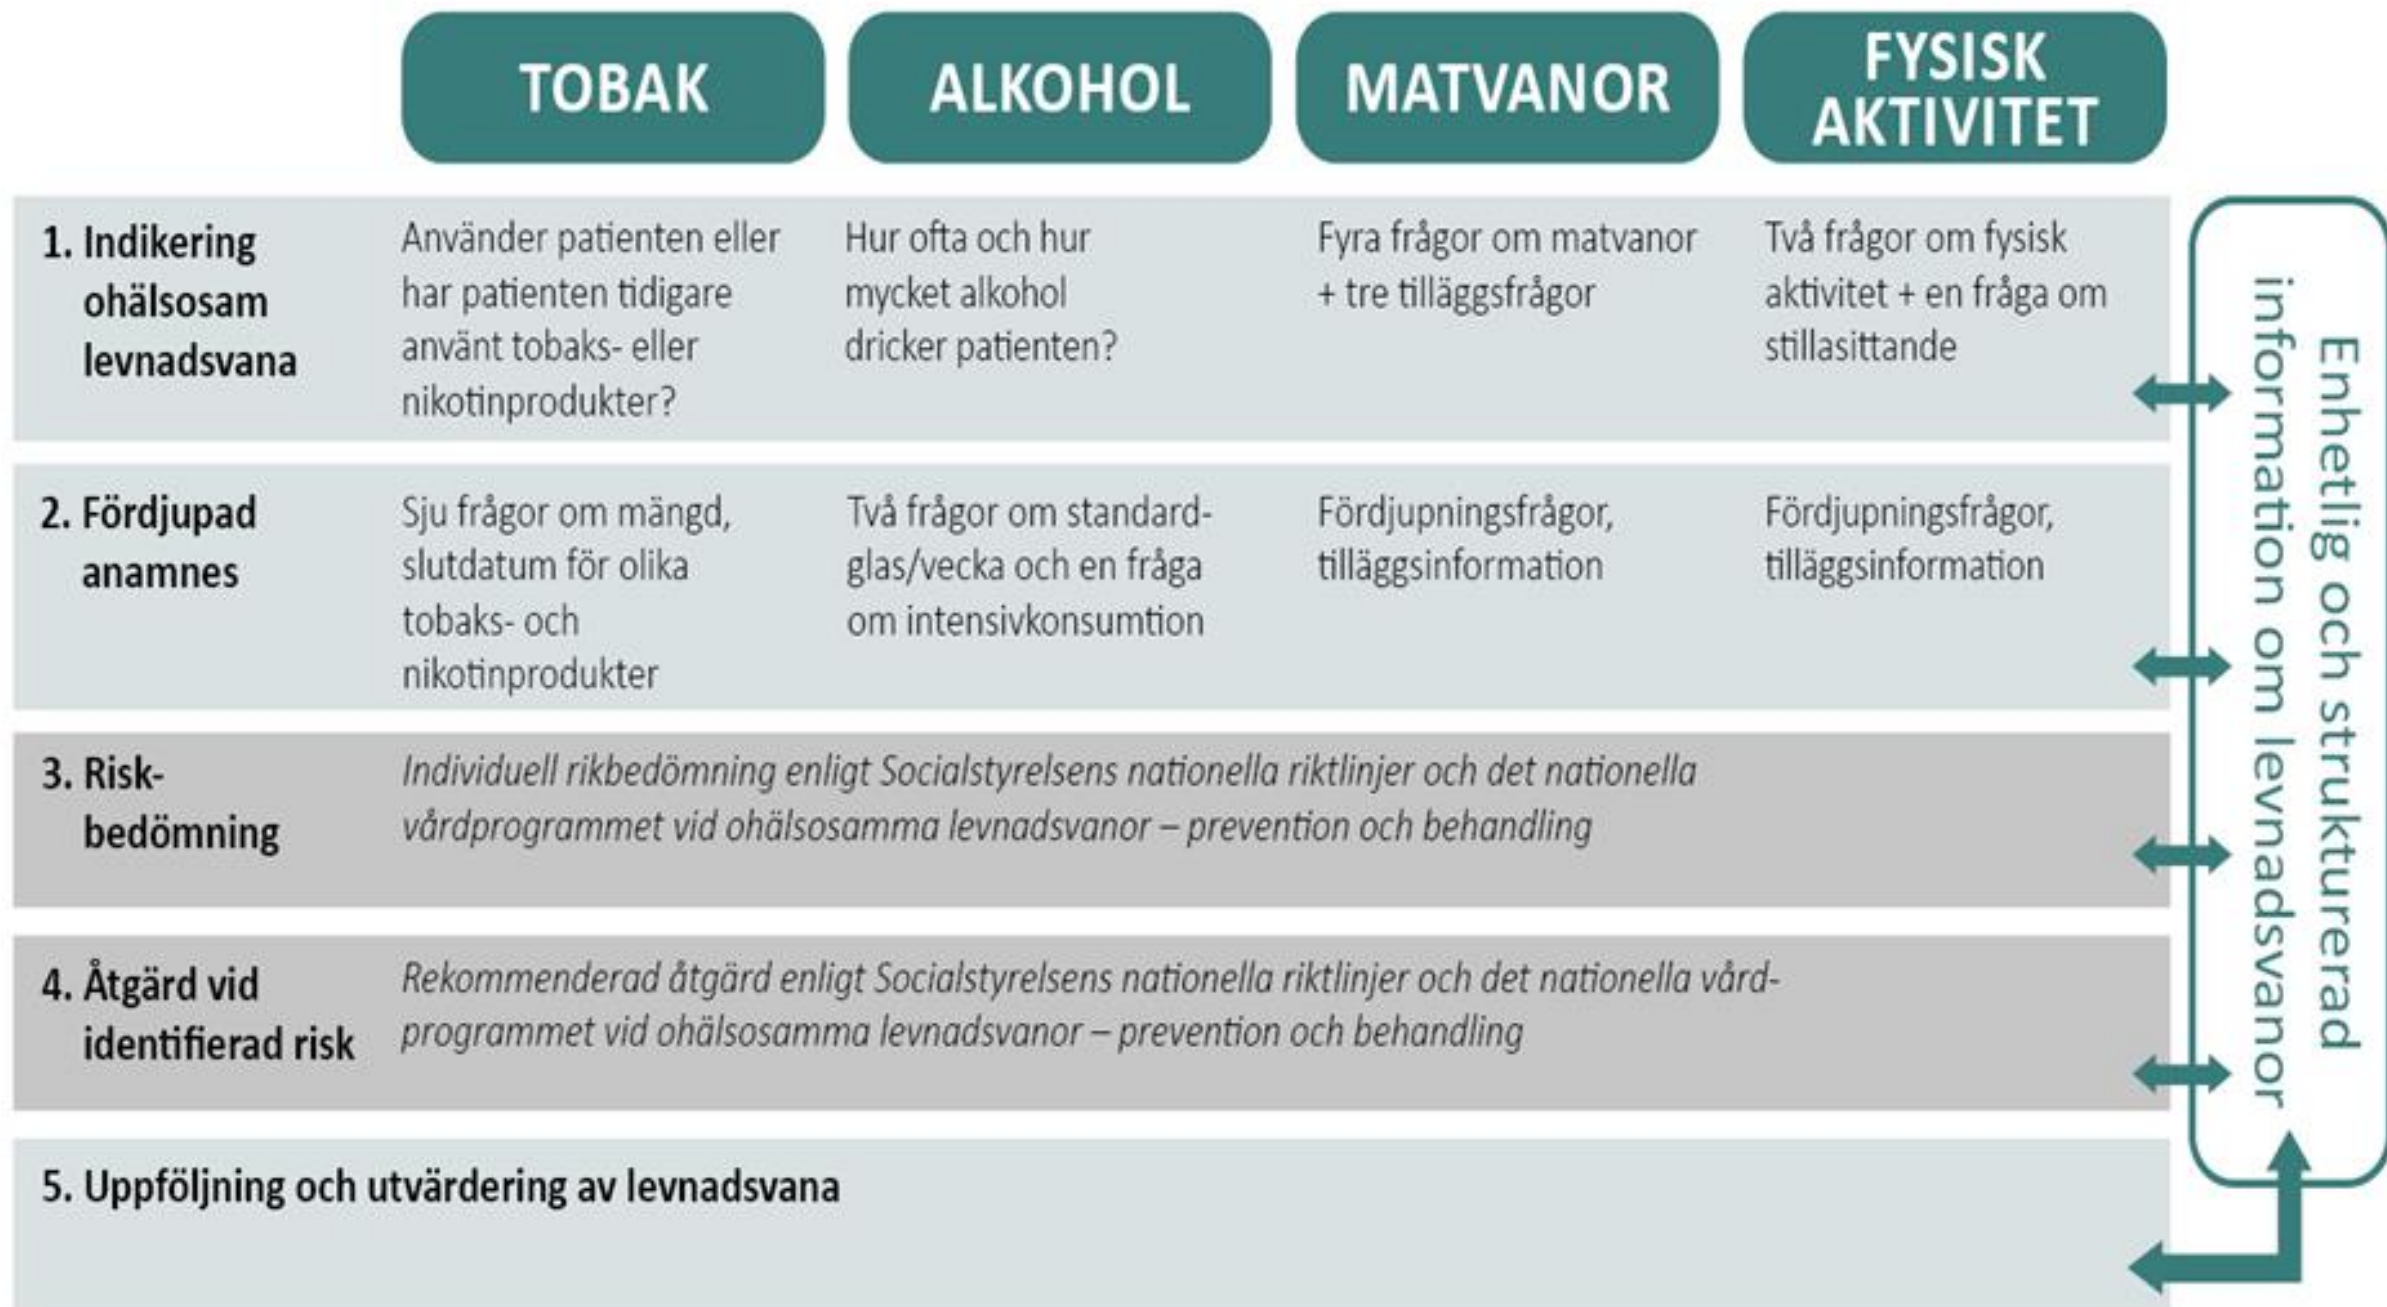 TOBAK
ALKOHOL
MATVANOR
FYSISK
AKTIVITET
1. Indikering
ohälsosam
levnadsvana
Använder patienten eller
har patienten tidigare
använt tobaks- eller
nikotinprodukter?
Hur ofta och hur
mycket alkohol
dricker patienten?
Fyra frågor om matvanor
+ tre tilläggsfrågor
Två frågor om fysisk
aktivitet + en fråga om
stillasittande
2. Fördjupad
anamnes
Sju frågor om mängd,
slutdatum för olika
tobaks- och
nikotinprodukter
Två frågor om standard-
glas/vecka och en fråga
om intensivkonsumtion
Fördjupningsfrågor,
tilläggsinformation
Fördjupningsfrågor,
tilläggsinformation
3. Risk-
bedömning
Individuell rikbedömning enligt Socialstyrelsens nationella riktlinjer och det nationella
vårdprogrammet vid ohälsosamma levnadsvanor – prevention och behandling
4. Åtgärd vid
identifierad risk
Rekommenderad åtgärd enligt Socialstyrelsens nationella riktlinjer och det nationella vård-
programmet vid ohälsosamma levnadsvanor – prevention och behandling
5. Uppföljning och utvärdering av levnadsvana
Enhetlig och strukturerad
information om levnadsvanor